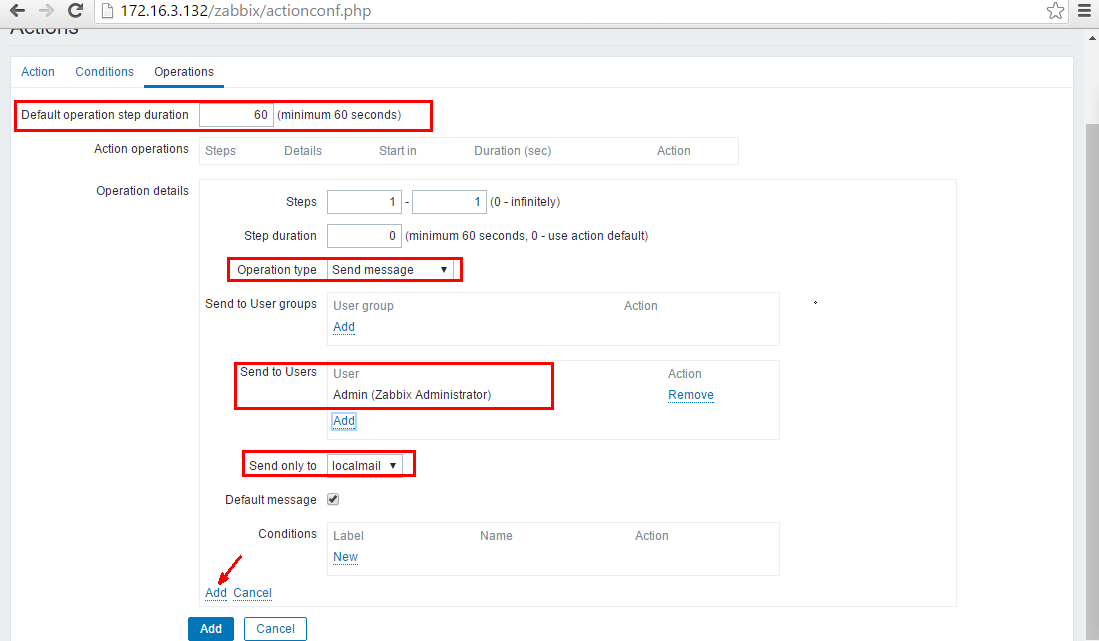 172.16.3.132/zabbix/actionconf.php
Actions
Action Conditions Operations
Default operation step duration 60 (minimum 60 seconds)
Action operations Steps Details Start in Duration (sec) Action
Operation details
Steps 1 - 1 (0 - infinitely)
Step duration 0 (minimum 60 seconds, 0 - use action default)
Operation type Send message
Send to User groups User group Action
Add
Send to Users User Action
Admin (Zabbix Administrator) Remove
Add
Send only to localmail
Default message
Conditions Label Name Action
New
Add Cancel
Add Cancel